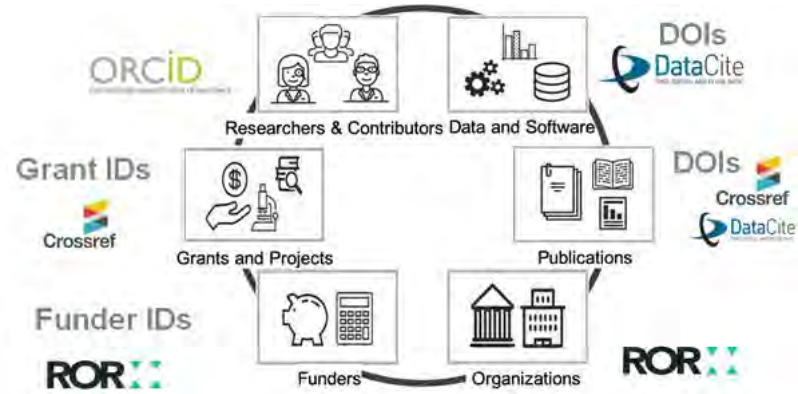 ORCiD
DOIs
DataCite
Researchers & Contributors
Data and Software
Grant IDs
Crossref
$
Grants and Projects
DOIs
Crossref
DataCite
Publications
Funder IDs
ROR
Funders
Organizations
ROR